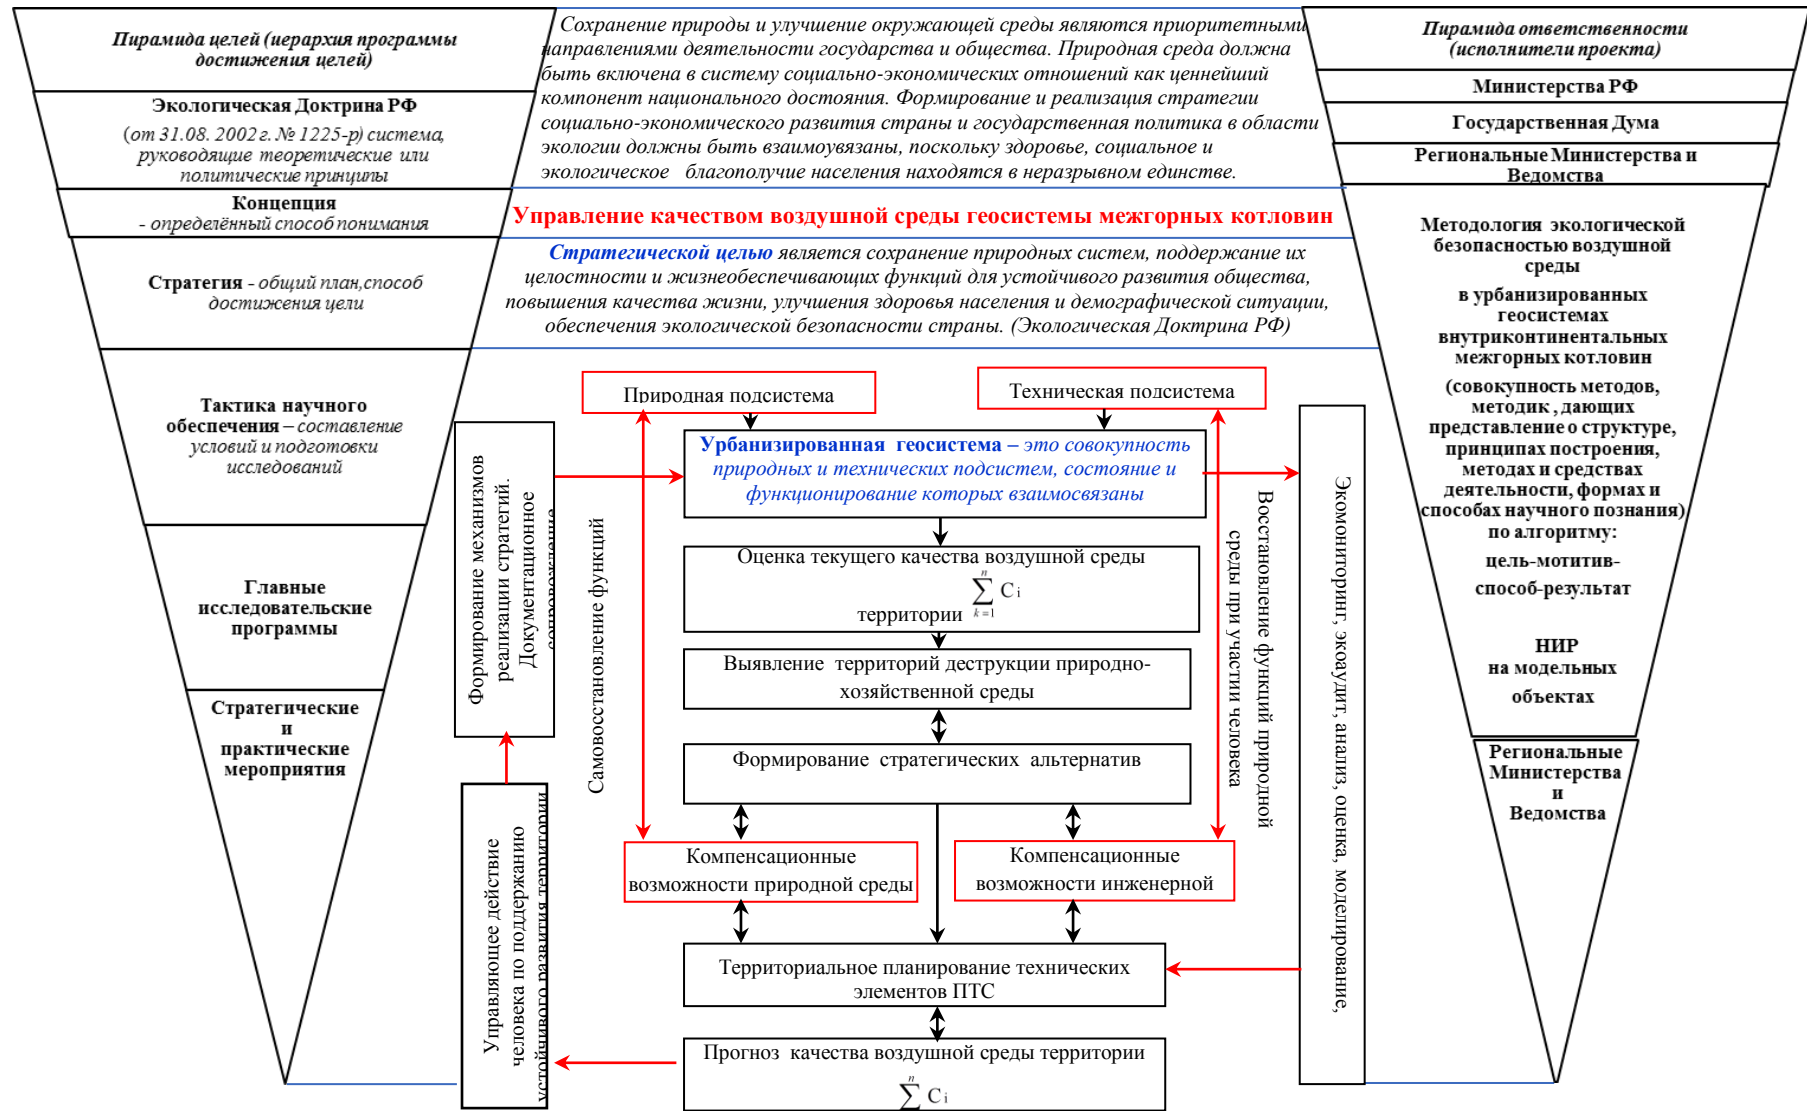 Пирамида целей (иерархия программы
достижения целей)
Экологическая Доктрина РФ
(от 31.08. 2002 г. № 1225-р) система,
руководящие теоретические или
политические принципы
Концепция
- определённый способ понимания
Стратегия - общий план,способ
достижения цели
Тактика научного
обеспечения – составление
условий и подготовки
исследований
Главные
исследовательские
программы
Стратегические
и
практические
мероприятия
Сохранение природы и улучшение окружающей среды являются приоритетными
направлениями деятельности государства и общества. Природная среда должна
быть включена в систему социально-экономических отношений как ценнейший
компонент национального достояния. Формирование и реализация стратегии
социально-экономического развития страны и государственная политика в области
экологии должны быть взаимоувязаны, поскольку здоровье, социальное и
экологическое благополучие населения находятся в неразрывном единстве.
Управление качеством воздушной среды геосистемы межгорных котловин
Стратегической целью является сохранение природных систем, поддержание их
целостности и жизнеобеспечивающих функций для устойчивого развития общества,
повышения качества жизни, улучшения здоровья населения и демографической ситуации,
обеспечения экологической безопасности страны. (Экологическая Доктрина РФ)
Природная подсистема
Техническая подсистема
Урбанизированная геосистема – это совокупность
природных и технических подсистем, состояние и
функционирование которых взаимосвязаны
Оценка текущего качества воздушной среды
территории \sum_{k=1}^{n} C i
Выявление территорий деструкции природно-
хозяйственной среды
Формирование стратегических альтернатив
Компенсационные
возможности природной среды
Компенсационные
возможности инженерной
Территориальное планирование технических
элементов ПТС
Прогноз качества воздушной среды территории
\sum^{n} C i
Формирование механизмов
реализации стратегий.
Документационное
сопровождение
Управляющее действие
человека по поддержанию
устойчивого развития территории
Самовосстановление функций
Восстановление функций природной
среды при участии человека
Экомониторинг, экоаудит, анализ, оценка, моделирование,
Пирамида ответственности
(исполнители проекта)
Министерства РФ
Государственная Дума
Региональные Министерства и
Ведомства
Методология экологической
безопасностью воздушной
среды
в урбанизированных
геосистемах
внутриконтинентальных
межгорных котловин
(совокупность методов,
методик , дающих
представление о структуре,
принципах построения,
методах и средствах
деятельности, формах и
способах научного познания)
по алгоритму:
цель-мотитив-
способ-результат
НИР
на модельных
объектах
Региональные
Министерства
и
Ведомства